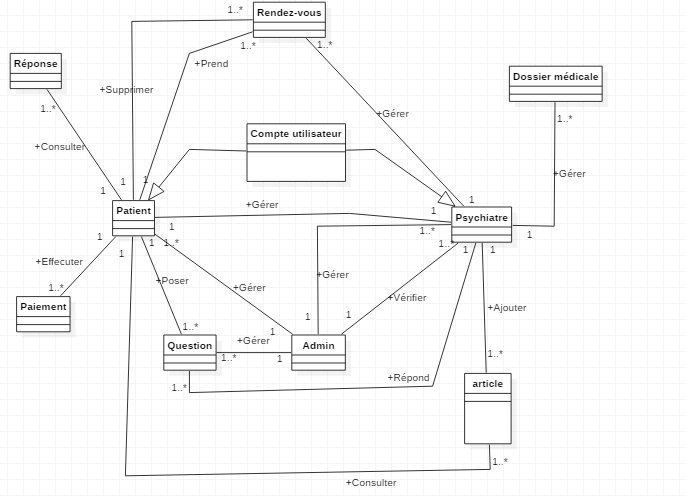 1..*
Rendez-vous
1..*
1..*
Réponse
+Prend
Dossier médicale
+Supprimer
1..*
+Gérer
1..*
Compte utilisateur
+Consulter
+Gérer
1
1
1
1
+Gérer
Patient
1
Psychiatre
1
1..*
1
1
1
1..*
1..*
1
1
1
+Effecuter
+Gérer
+Poser
+Gérer
1..*
+Vérifier
Paiement
+Ajouter
1
1
1..*
1
+Gérer
Question
Admin
1..*
1
1..*
+Répond
article
1..*
1..*
+Consulter